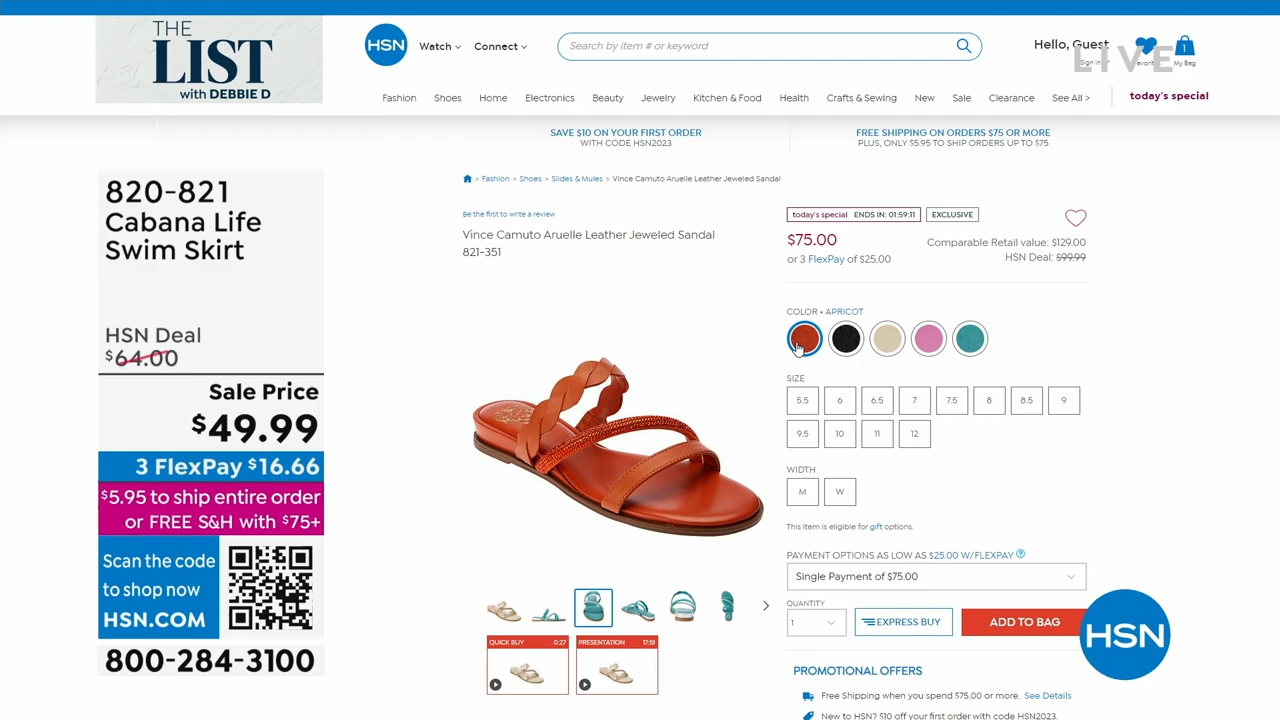 THE
LIST
with DEBBIE D
HSN
Watch
Connect
Search by item # or keyword
Hello, Guest
Sign In
Favorites
1
My Bag
LIVE
Fashion
Shoes
Home
Electronics
Beauty
Jewelry
Kitchen & Food
Health
Crafts & Sewing
New
Sale
Clearance
See All >
today's special
SAVE $10 ON YOUR FIRST ORDER
WITH CODE HSN2023
FREE SHIPPING ON ORDERS $75 OR MORE
PLUS, ONLY $5.95 TO SHIP ORDERS UP TO $75
820-821
Cabana Life
Swim Skirt
HSN Deal
$64.00
Sale Price
$49.99
3 FlexPay $16.66
$5.95 to ship entire order
or FREE S&H with $75+
Scan the code
to shop now
HSN.COM
800-284-3100
> Fashion > Shoes > Slides & Mules > Vince Camuto Aruelle Leather Jeweled Sandal
Be the first to write a review
Vince Camuto Aruelle Leather Jeweled Sandal
821-351
today's special ENDS IN: 01:59:11
EXCLUSIVE
$75.00
Comparable Retail value: $129.00
or 3 FlexPay of $25.00
HSN Deal: $99.99
COLOR • APRICOT
SIZE
5.5 6 6.5 7 7.5 8 8.5 9
9.5 10 11 12
WIDTH
M W
This item is eligible for gift options.
PAYMENT OPTIONS AS LOW AS $25.00 W/FLEXPAY ?
Single Payment of $75.00
QUANTITY
1
EXPRESS BUY
ADD TO BAG
HSN
QUICK BUY 0:27
PRESENTATION 17:51
PROMOTIONAL OFFERS
Free Shipping when you spend $75.00 or more. See Details
New to HSN? $10 off your first order with code HSN2023.